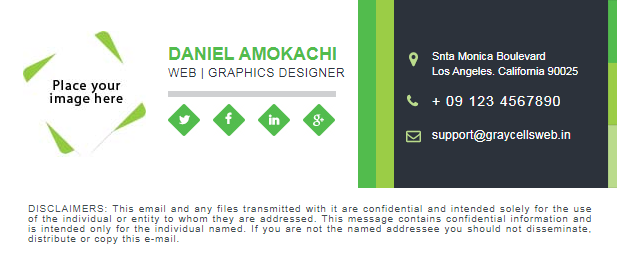 Place your
image here
DANIEL AMOKACHI
WEB | GRAPHICS DESIGNER
f
in
g+
Snta Monica Boulevard
Los Angeles. California 90025
+ 09 123 4567890
support@graycellsweb.in
DISCLAIMERS: This email and any files transmitted with it are confidential and intended solely for the use
of the individual or entity to whom they are addressed. This message contains confidential information and
is intended only for the individual named. If you are not the named addressee you should not disseminate,
distribute or copy this e-mail.